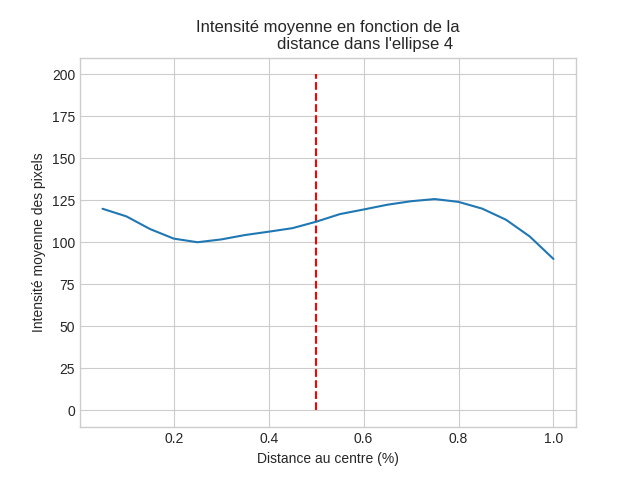 Intensité moyenne en fonction de la
distance dans l'ellipse 4
Intensité moyenne des pixels
200
175
150
125
100
75
50
25
0
0.2 0.4 0.6 0.8 1.0
Distance au centre (%)